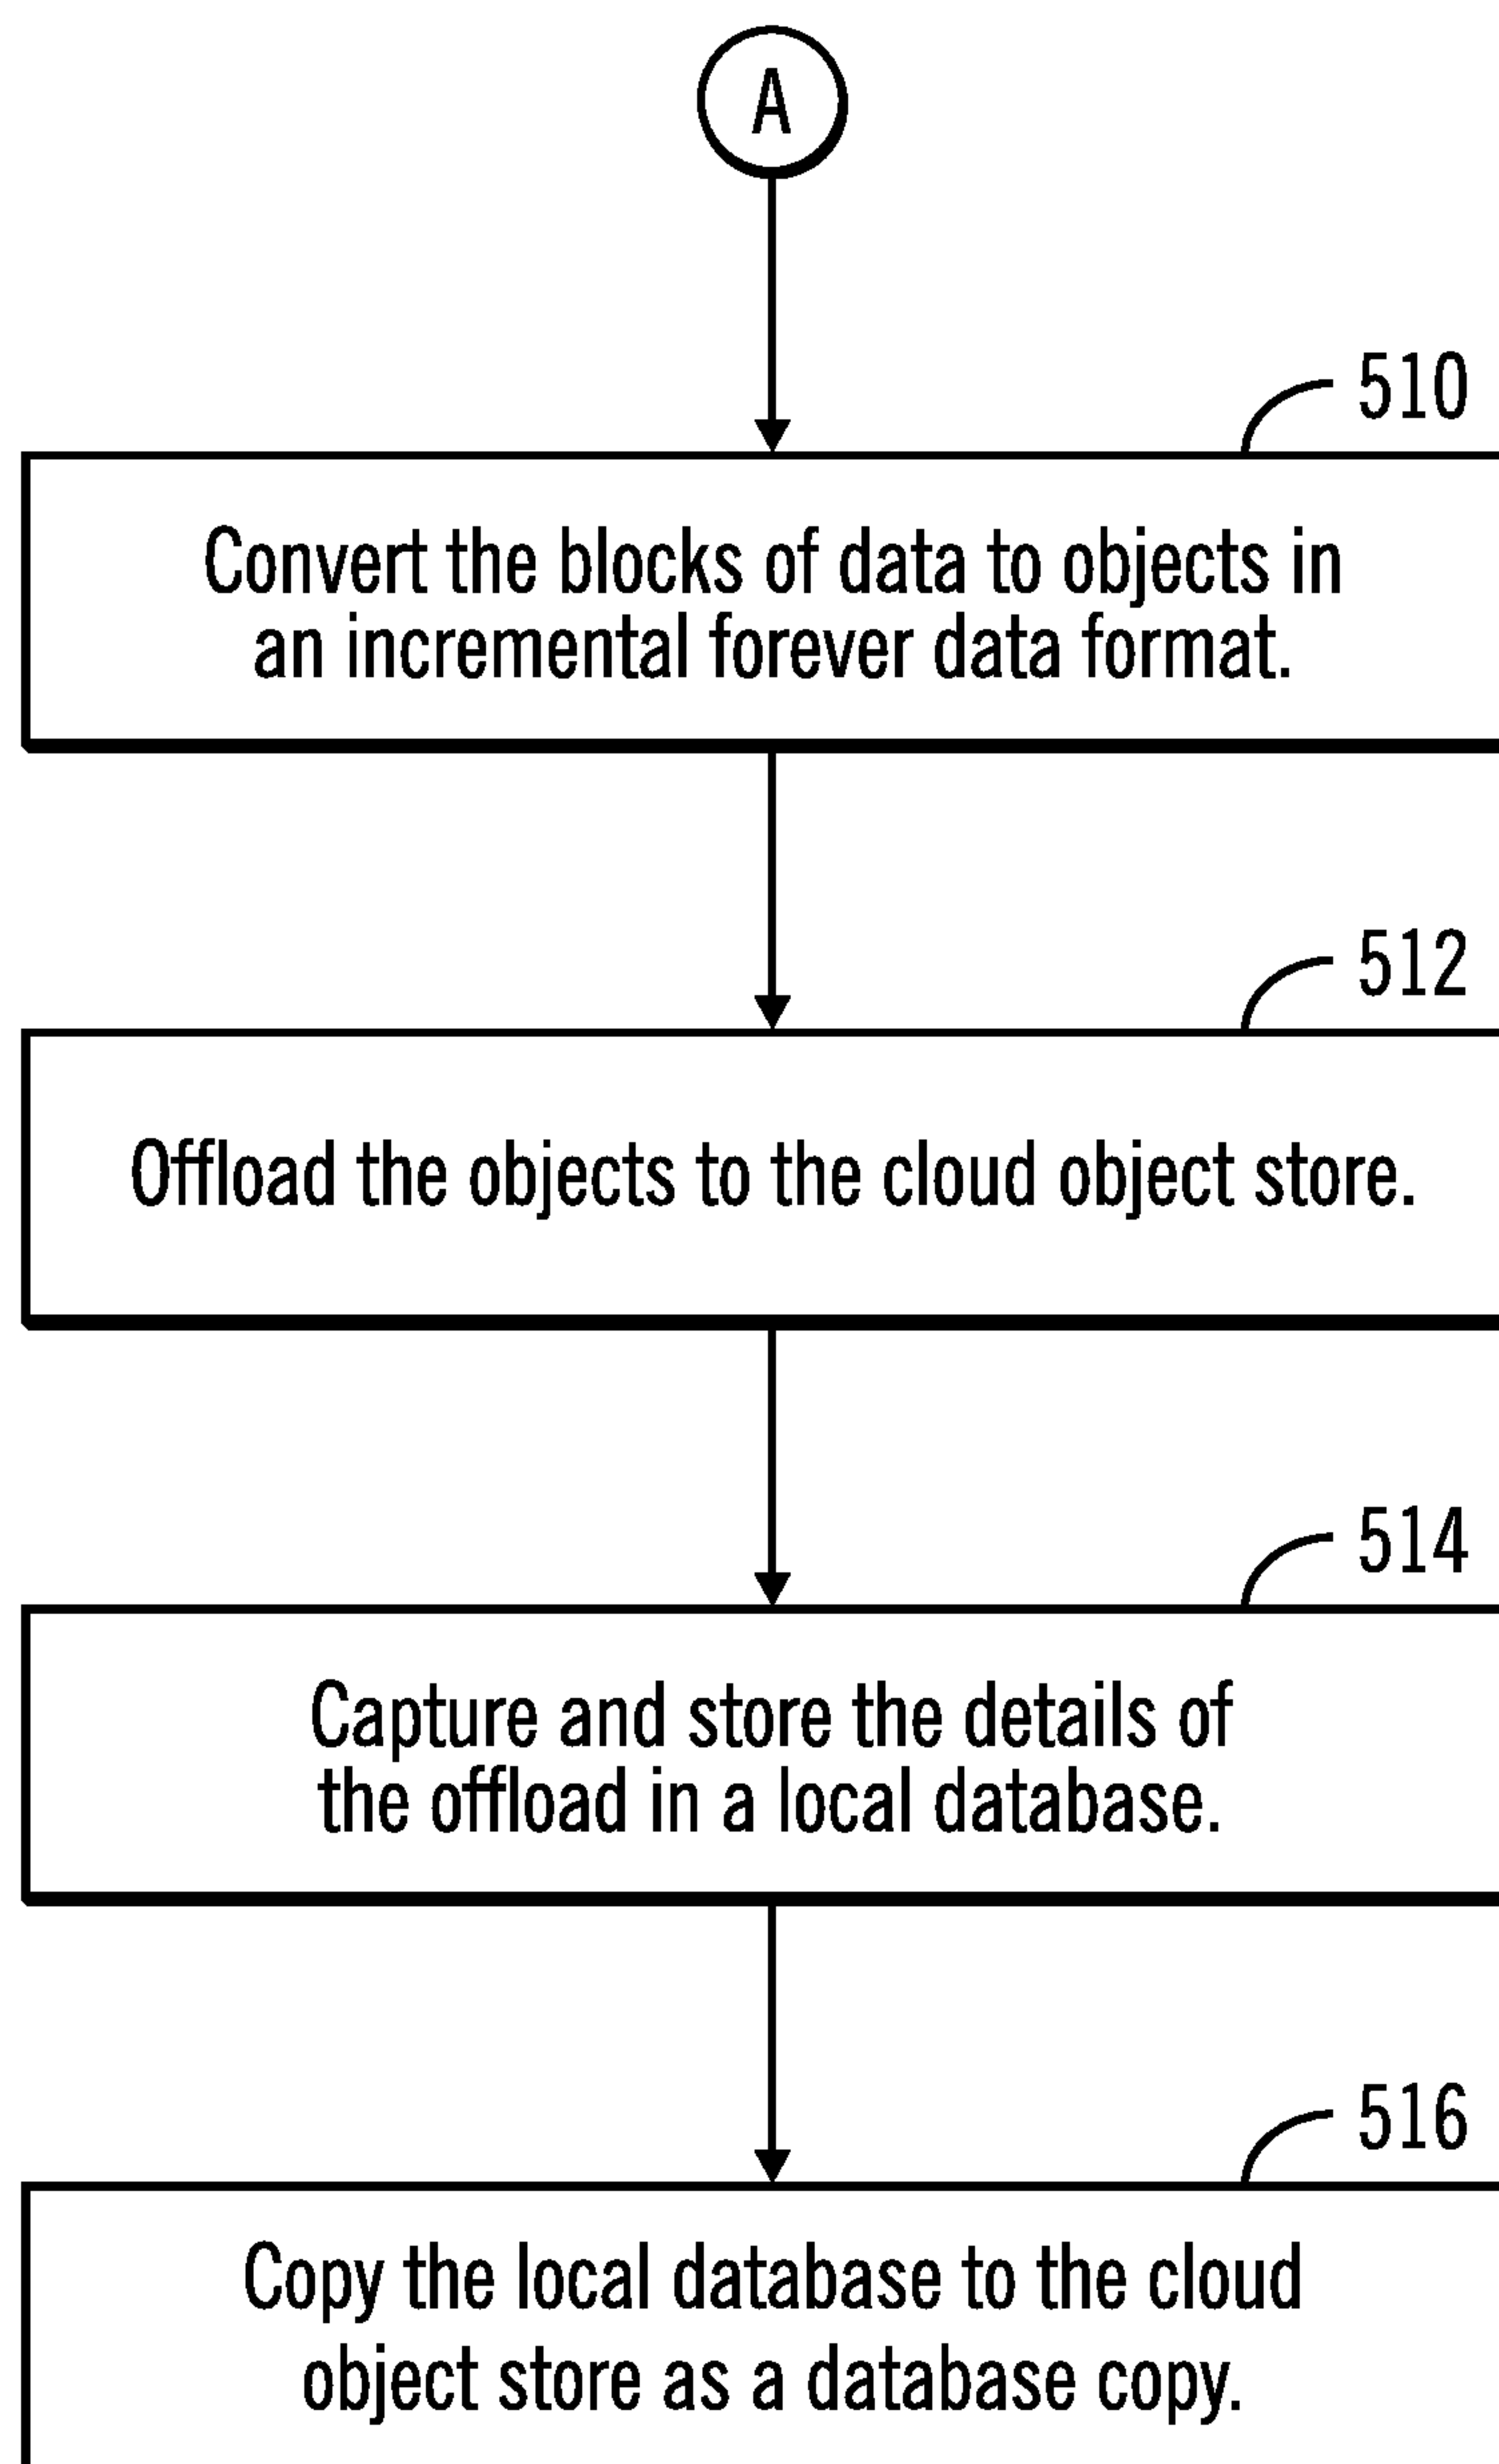 A
510
Convert the blocks of data to objects in
an incremental forever data format.
512
Offload the objects to the cloud object store.
514
Capture and store the details of
the offload in a local database.
516
Copy the local database to the cloud
object store as a database copy.